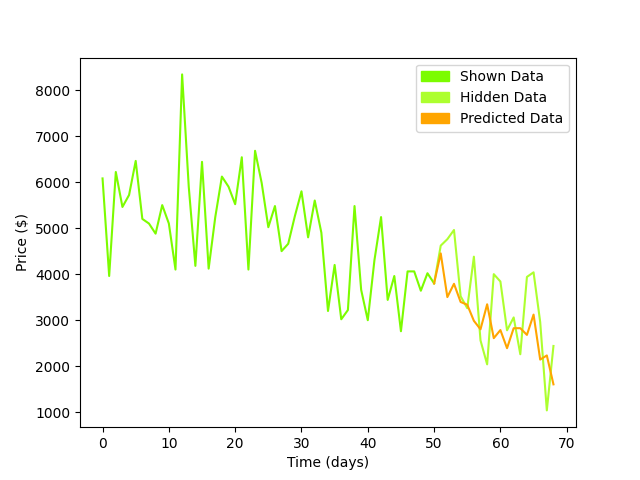 Shown Data
Hidden Data
Predicted Data
Price ($)
8000
7000
6000
5000
4000
3000
2000
1000
0 10 20 30 40 50 60 70
Time (days)